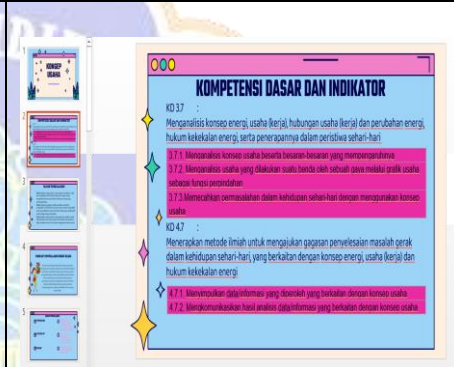 1
KONSEP
USAHA
2
3
4
5
KOMPETENSI DASAR DAN INDIKATOR
KD 3.7 :
Menganalisis konsep energi, usaha (kerja), hubungan usaha (kerja) dan perubahan energi,
hukum kekekalan energi, serta penerapannya dalam peristiwa sehari-hari
3.7.1 Menganalisis konsep usaha beserta besaran-besaran yang mempengaruhinya
3.7.2 Menganalisis usaha yang dilakukan suatu benda oleh sebuah gaya melalui grafik usaha
sebagai fungsi perpindahan
3.7.3 Memecahkan permasalahan dalam kehidupan sehari-hari dengan menggunakan konsep
usaha
KD 4.7 :
Menerapkan metode ilmiah untuk mengajukan gagasan penyelesaian masalah gerak
dalam kehidupan sehari-hari, yang berkaitan dengan konsep energi, usaha (kerja) dan
hukum kekekalan energi
4.7.1 Menyimpulkan data/informasi yang diperoleh yang berkaitan dengan konsep usaha
4.7.2 Mengkomunikasikan hasil analisis data/informasi yang berkaitan dengan konsep usaha